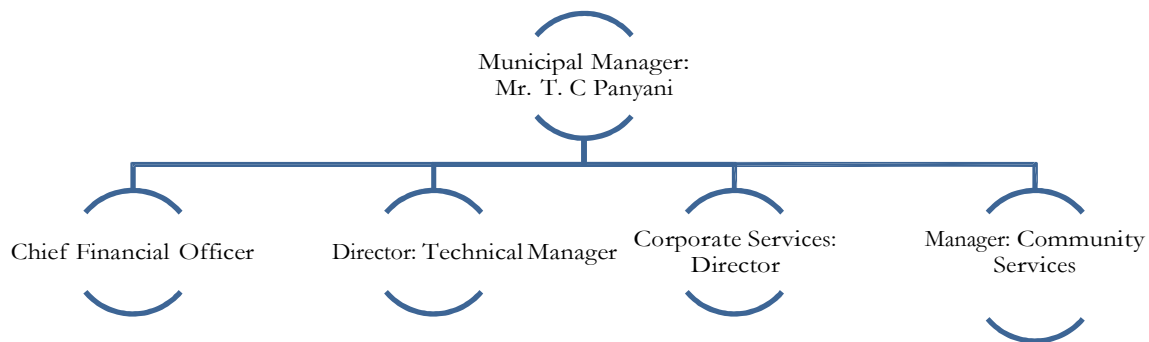 Municipal Manager:
Mr. T. C Panyani
Chief Financial Officer
Director: Technical Manager
Corporate Services:
Director
Manager: Community
Services